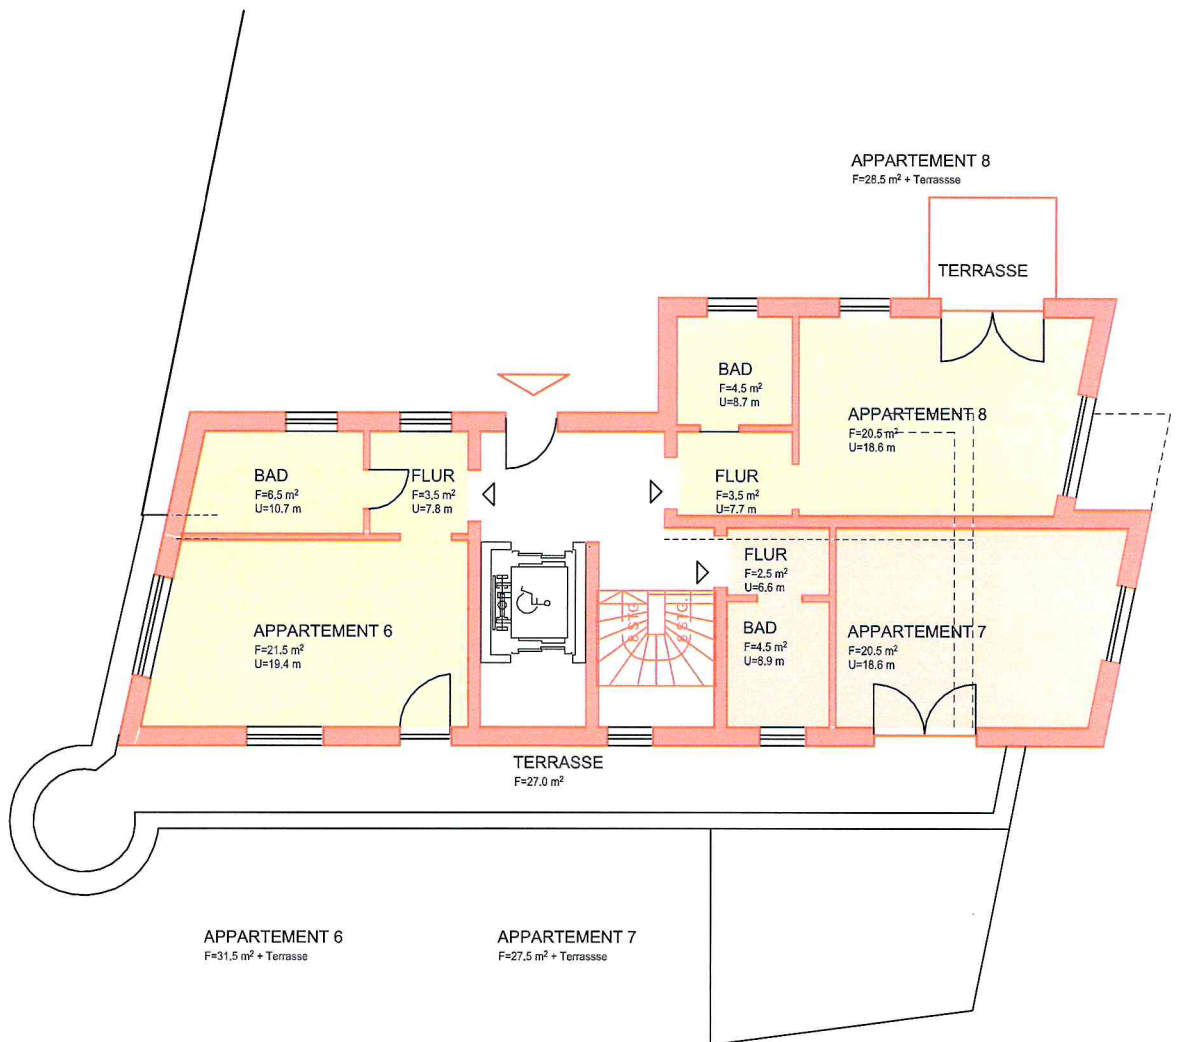 APPARTEMENT 8
F=28.5 m² + Terrassse
TERRASSE
BAD
F=4.5 m²
U=8.7 m
APPARTEMENT 8
F=20.5 m²
U=18.6 m
BAD
F=6.5 m²
U=10.7 m
FLUR
F=3.5 m²
U=7.8 m
FLUR
F=3.5 m²
U=7.7 m
FLUR
F=2.5 m²
U=6.6 m
APPARTEMENT 6
F=21.5 m²
U=19.4 m
8 STG.
8 STG.
BAD
F=4.5 m²
U=8.9 m
APPARTEMENT 7
F=20.5 m²
U=18.6 m
TERRASSE
F=27.0 m²
APPARTEMENT 6
F=31.5 m² + Terrasse
APPARTEMENT 7
F=27.5 m² + Terrassse